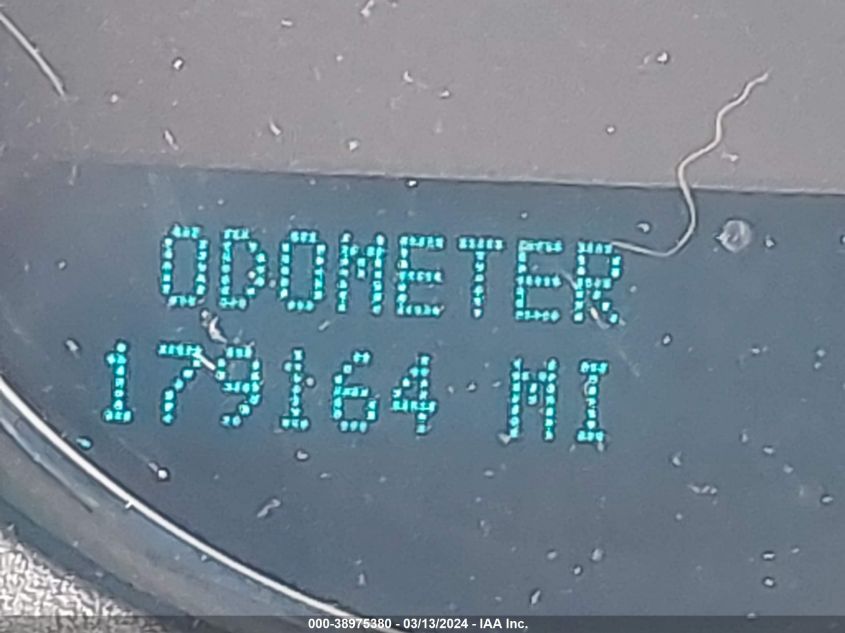 ODOMETER
179164 MI
000-38975380 - 03/13/2024 - IAA Inc.